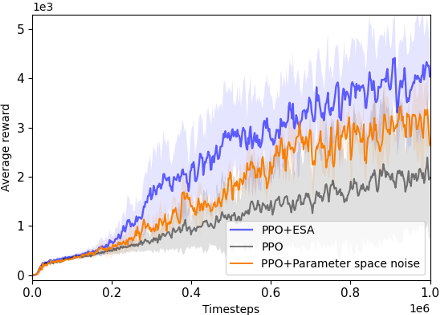 1e3
5
4
3
2
1
0
Average reward
PPO+ESA
PPO
PPO+Parameter space noise
0.0 0.2 0.4 0.6 0.8 1.0
Timesteps
1e6